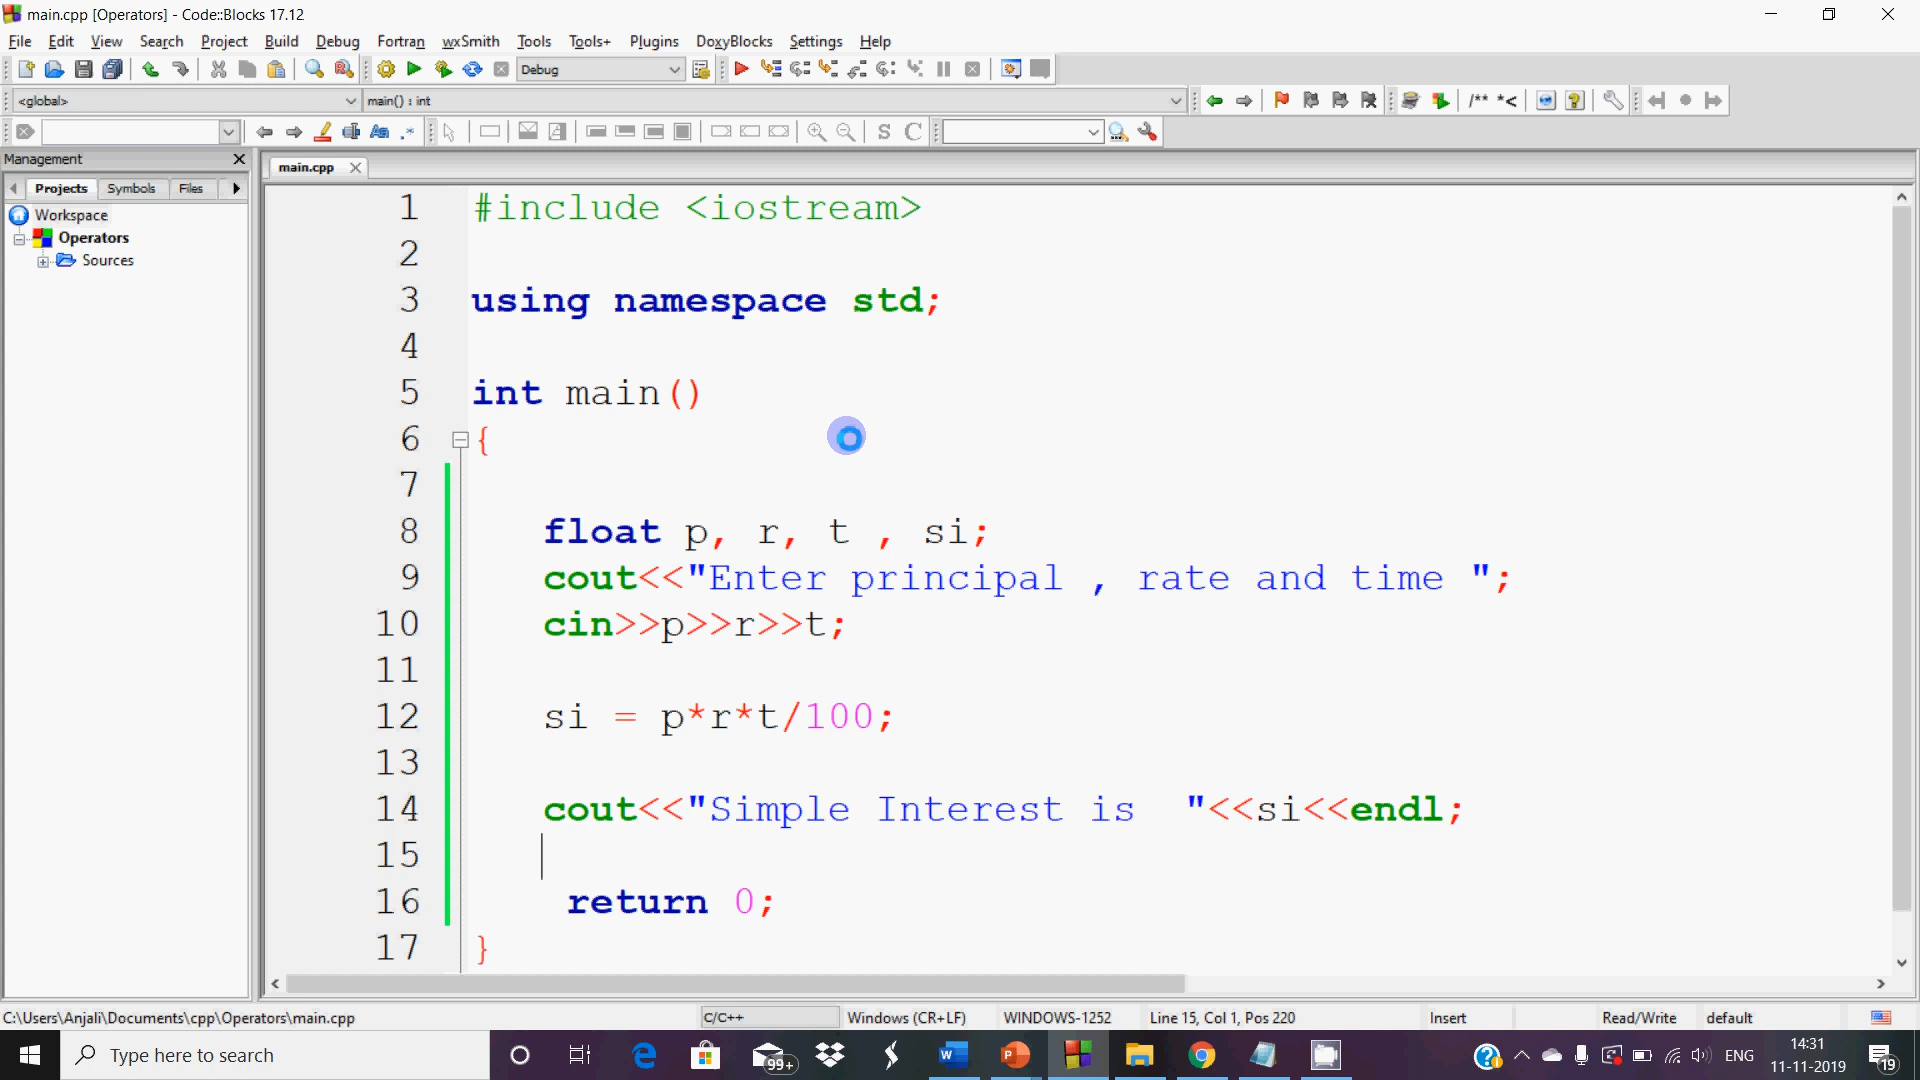 main.cpp [Operators] - Code::Blocks 17.12
File Edit View Search Project Build Debug Fortran wxSmith Tools Tools+ Plugins DoxyBlocks Settings Help
Debug
<global> main() : int /** *<
Aa .* S C
Management
main.cpp
Projects Symbols Files
Workspace
Operators
Sources
1 #include <iostream>
2
3 using namespace std;
4
5 int main()
6 {
7
8 float p, r, t , si;
9 cout<<"Enter principal , rate and time ";
10 cin>>p>>r>>t;
11
12 si = p*r*t/100;
13
14 cout<<"Simple Interest is  "<<si<<endl;
15
16 return 0;
17 }
C:\Users\Anjali\Documents\cpp\Operators\main.cpp C/C++ Windows (CR+LF) WINDOWS-1252 Line 15, Col 1, Pos 220 Insert Read/Write default
Type here to search 99+ ENG 14:31
11-11-2019 19